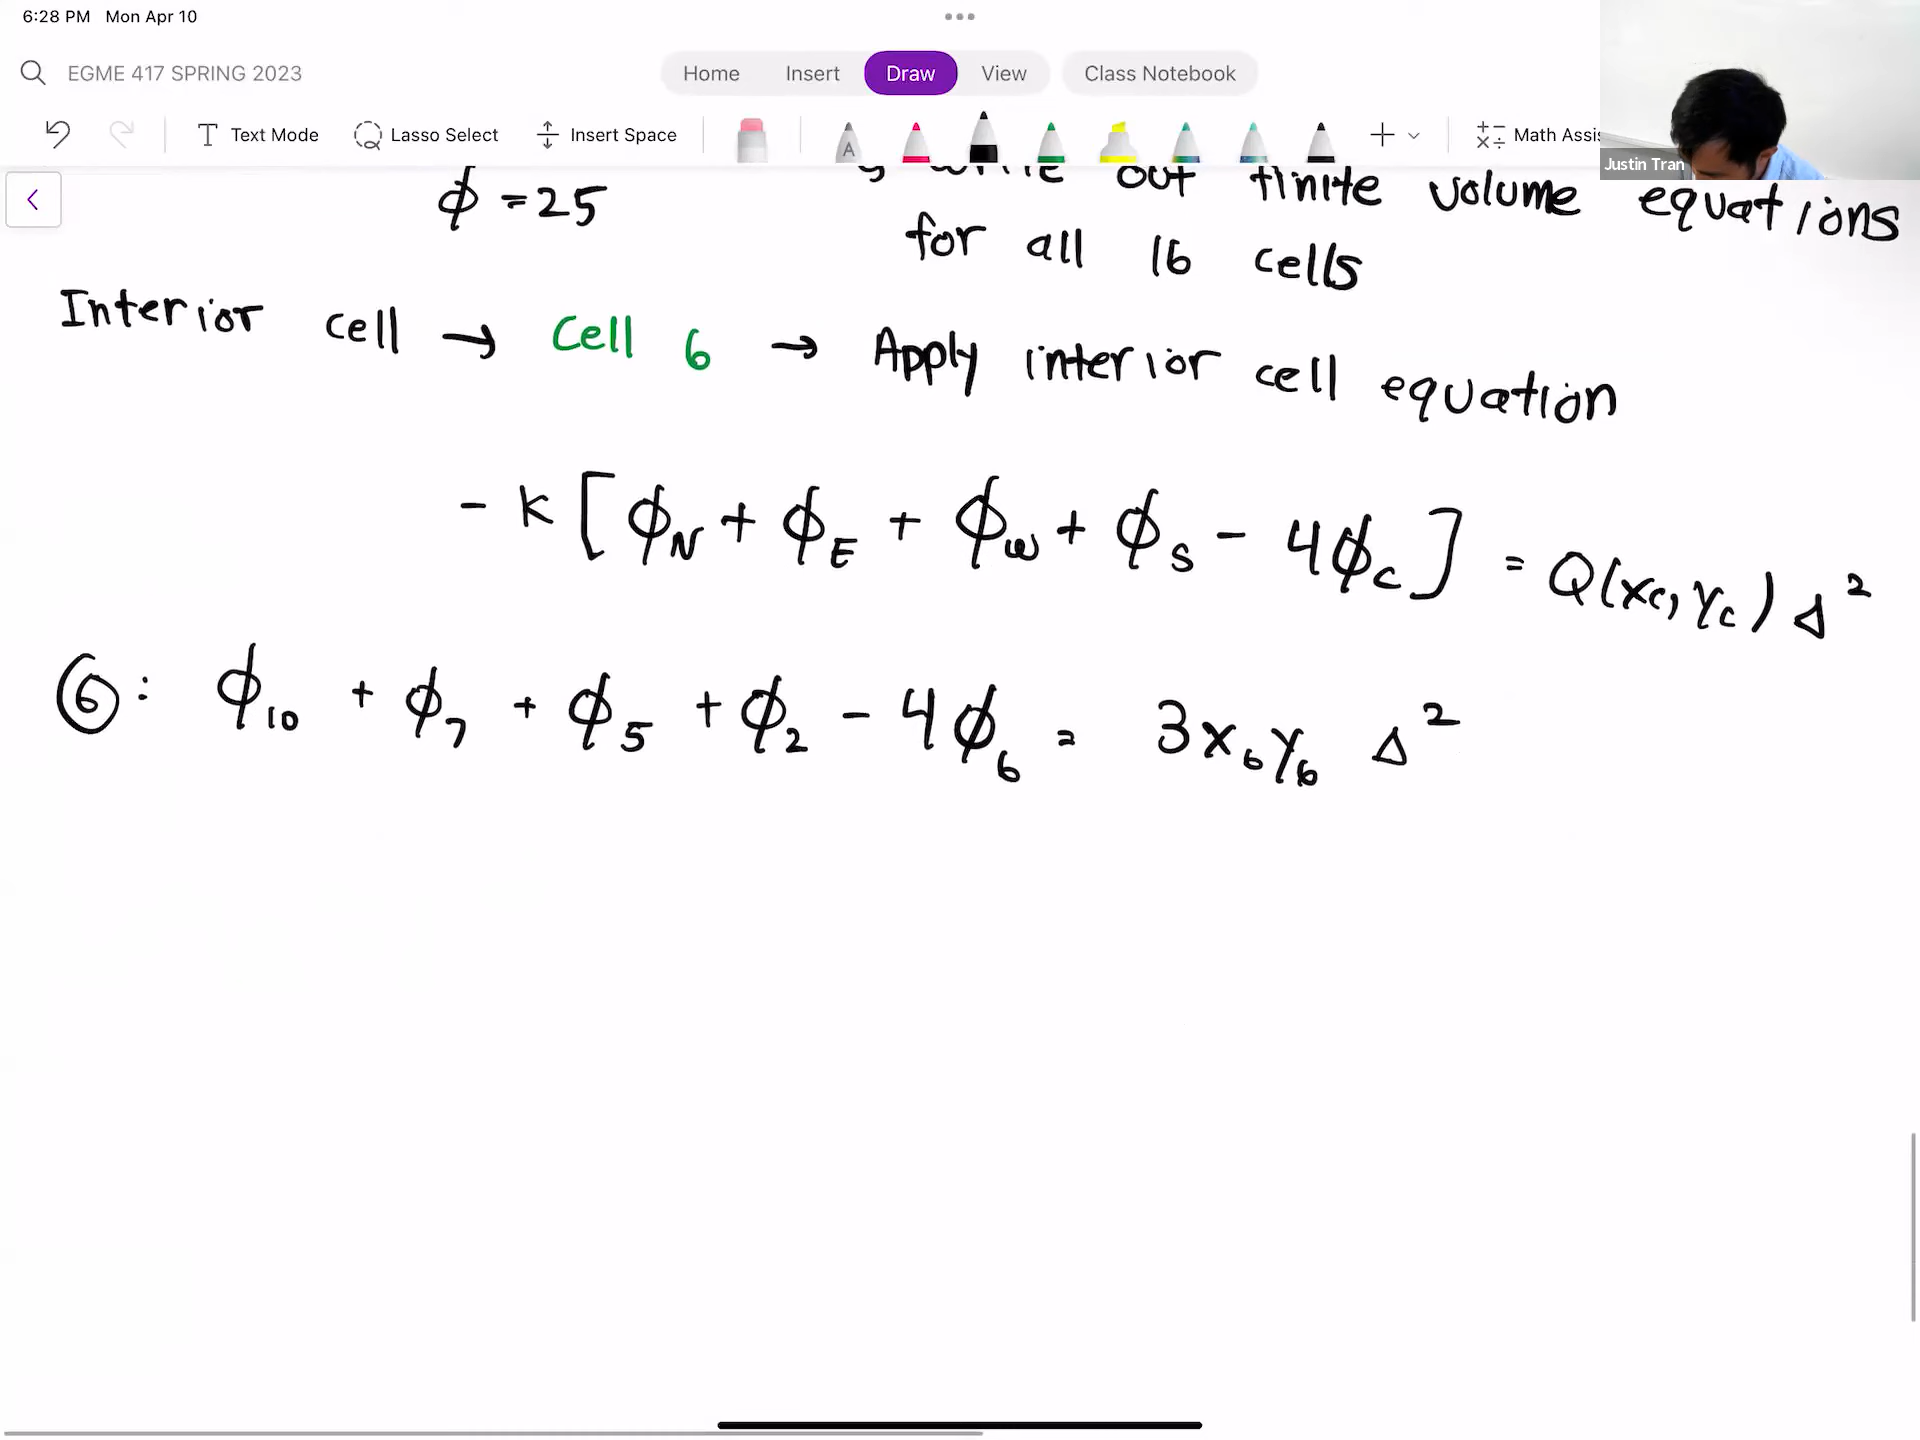 6:28 PM Mon Apr 10
EGME 417 SPRING 2023
Home Insert Draw View Class Notebook
Text Mode Lasso Select Insert Space A Math Assis
Justin Tran
ϕ = 25
out finite volume equations
for all 16 cells
Interior cell → Cell 6 → Apply interior cell equation
- K [ ϕN + ϕE + ϕW + ϕS - 4ϕC ] = Q(xc, yc) Δ²
⑥: ϕ10 + ϕ7 + ϕ5 + ϕ2 - 4ϕ6 = 3x6y6 Δ²